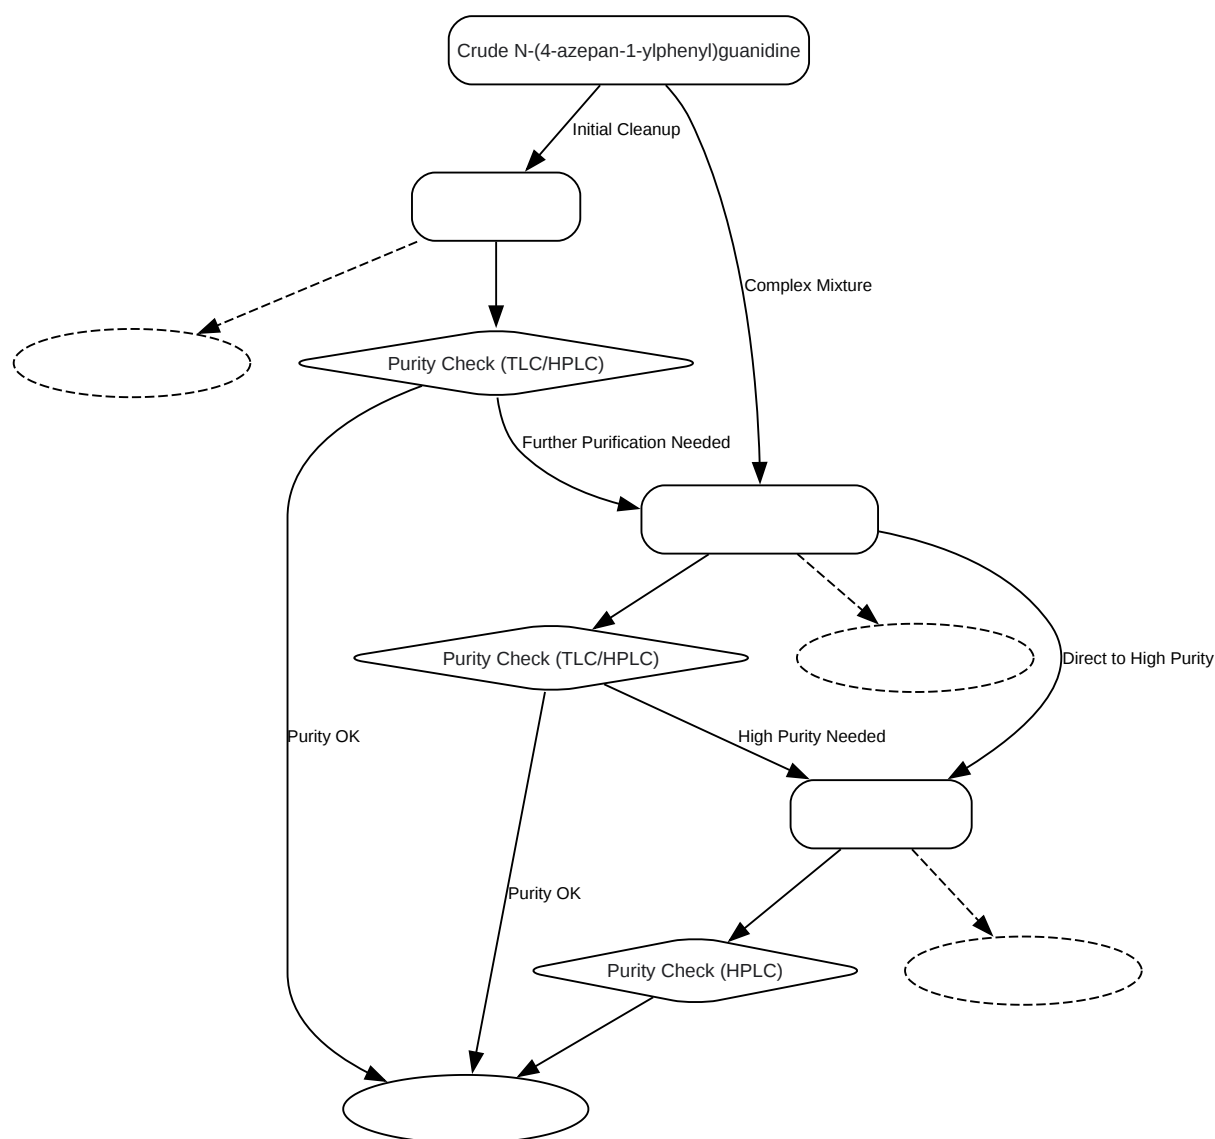 Crude N-(4-azepan-1-ylphenyl)guanidine
Initial Cleanup
Complex Mixture
Purity Check (TLC/HPLC)
Further Purification Needed
Purity Check (TLC/HPLC)
Direct to High Purity
Purity OK
High Purity Needed
Purity OK
Purity Check (HPLC)